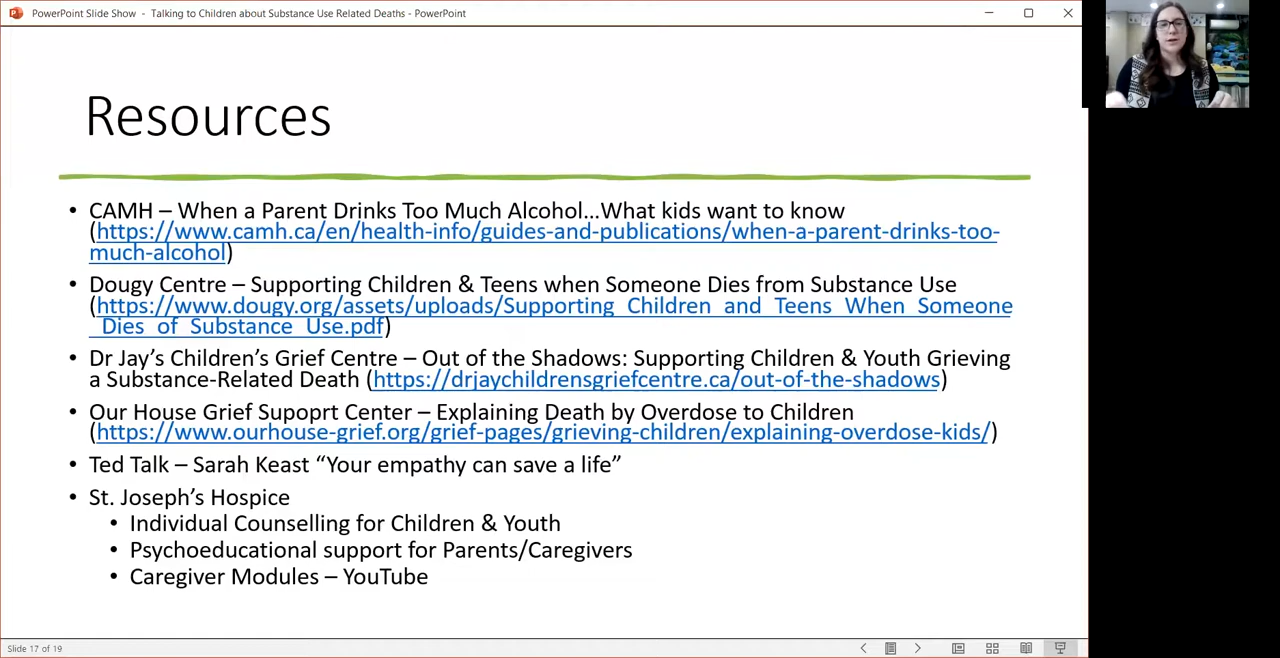 PowerPoint Slide Show - Talking to Children about Substance Use Related Deaths - PowerPoint
Resources
• CAMH – When a Parent Drinks Too Much Alcohol...What kids want to know
(https://www.camh.ca/en/health-info/guides-and-publications/when-a-parent-drinks-too-
much-alcohol)
• Dougy Centre – Supporting Children & Teens when Someone Dies from Substance Use
(https://www.dougy.org/assets/uploads/Supporting_Children_and_Teens_When_Someone
_Dies_of_Substance_Use.pdf)
• Dr Jay’s Children’s Grief Centre – Out of the Shadows: Supporting Children & Youth Grieving
a Substance-Related Death (https://drjaychildrensgriefcentre.ca/out-of-the-shadows)
• Our House Grief Supoprt Center – Explaining Death by Overdose to Children
(https://www.ourhouse-grief.org/grief-pages/grieving-children/explaining-overdose-kids/)
• Ted Talk – Sarah Keast “Your empathy can save a life”
• St. Joseph’s Hospice
• Individual Counselling for Children & Youth
• Psychoeducational support for Parents/Caregivers
• Caregiver Modules – YouTube
Slide 17 of 19